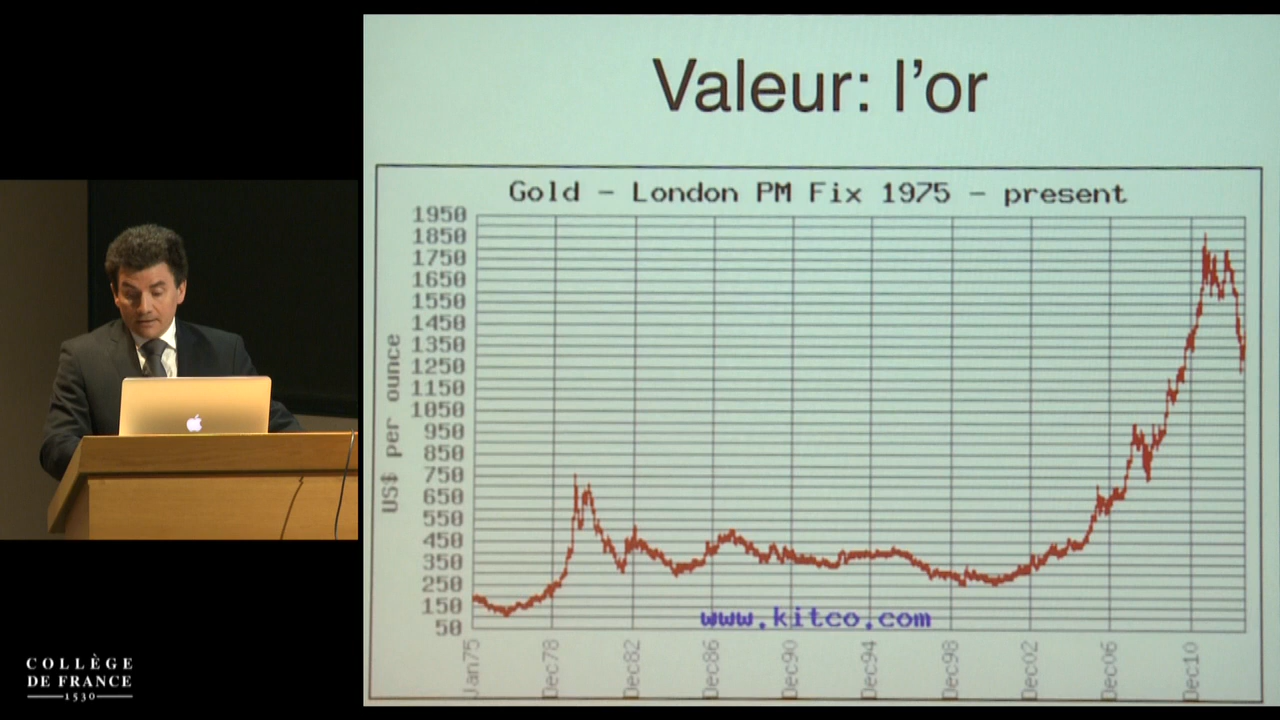 Valeur: l'or
Gold - London PM Fix 1975 - present
1950
1850
1750
1650
1550
1450
1350
1250
1150
1050
950
850
750
650
550
450
350
250
150
50
US$ per ounce
www.kitco.com
Jan75
Dec78
Dec82
Dec86
Dec90
Dec94
Dec98
Dec02
Dec06
Dec10
COLLÈGE
DE FRANCE
1530